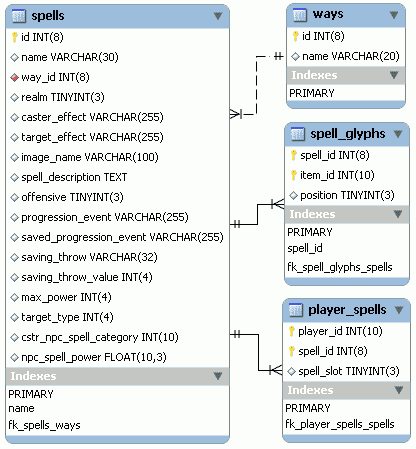 spells
id INT(8)
name VARCHAR(30)
way_id INT(8)
realm TINYINT(3)
caster_effect VARCHAR(255)
target_effect VARCHAR(255)
image_name VARCHAR(100)
spell_description TEXT
offensive TINYINT(3)
progression_event VARCHAR(255)
saved_progression_event VARCHAR(255)
saving_throw VARCHAR(32)
saving_throw_value INT(4)
max_power INT(4)
target_type INT(4)
cstr_npc_spell_category INT(10)
npc_spell_power FLOAT(10,3)
Indexes
PRIMARY
name
fk_spells_ways
ways
id INT(8)
name VARCHAR(20)
Indexes
PRIMARY
spell_glyphs
spell_id INT(8)
item_id INT(10)
position TINYINT(3)
Indexes
PRIMARY
spell_id
fk_spell_glyphs_spells
player_spells
player_id INT(10)
spell_id INT(8)
spell_slot TINYINT(3)
Indexes
PRIMARY
fk_player_spells_spells